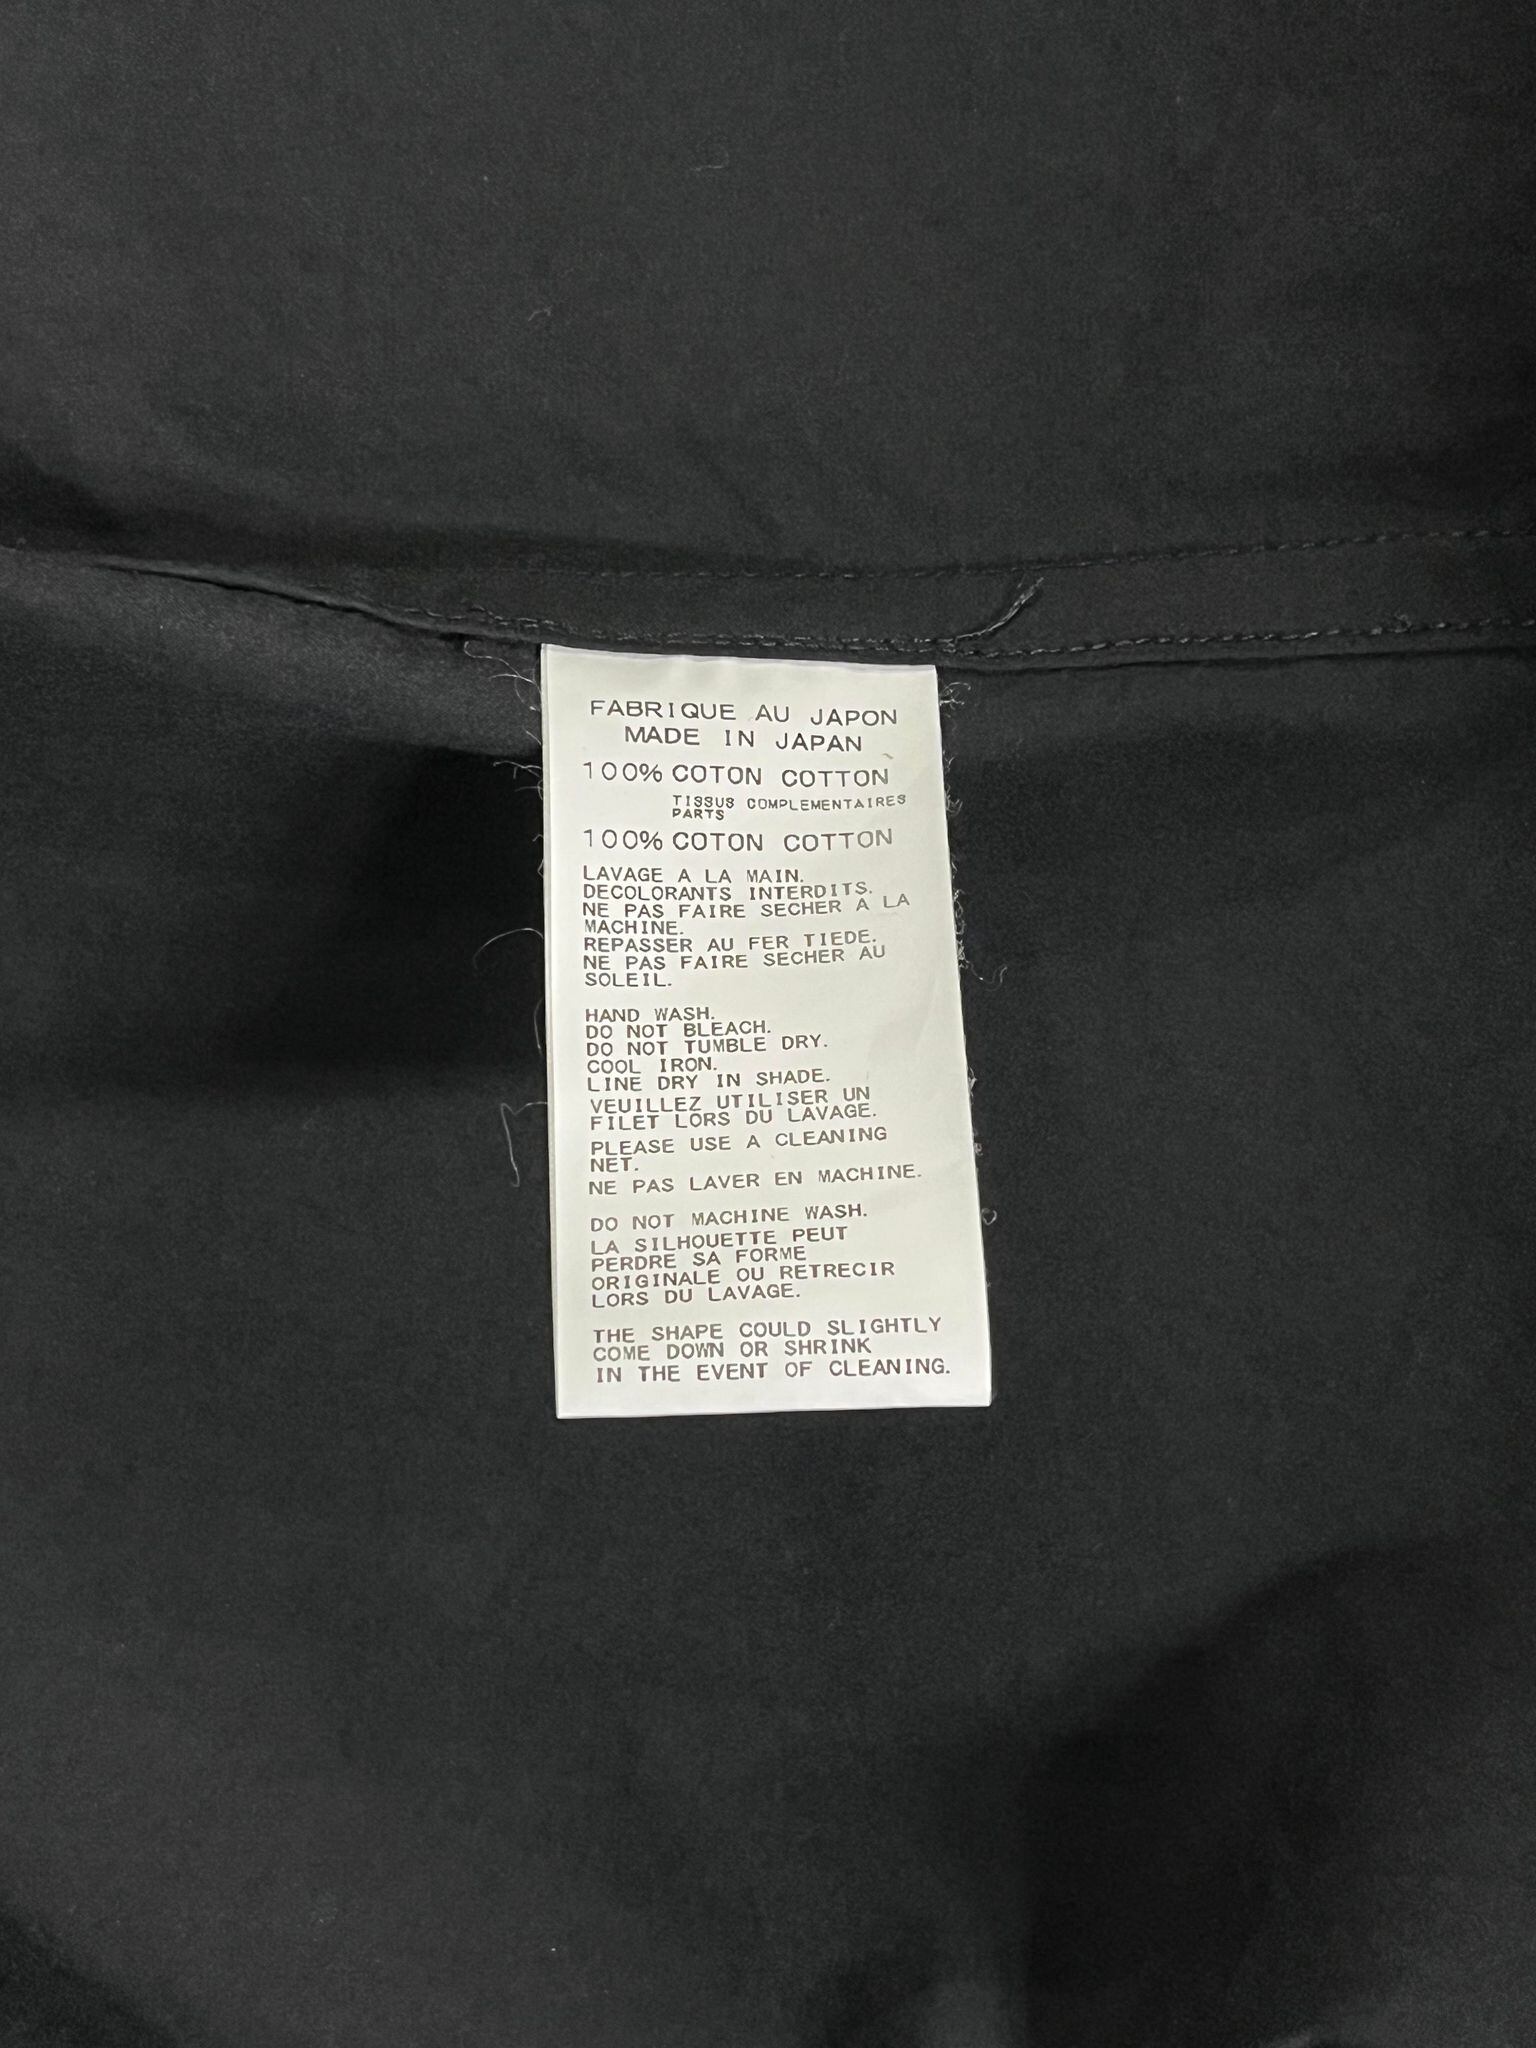 FABRIQUE AU JAPON
MADE IN JAPAN
100% COTON COTTON
TISSUS COMPLEMENTAIRES
PARTS
100% COTON COTTON
LAVAGE A LA MAIN.
DECOLORANTS INTERDITS.
NE PAS FAIRE SECHER A LA
MACHINE.
REPASSER AU FER TIEDE.
NE PAS FAIRE SECHER AU
SOLEIL.
HAND WASH.
DO NOT BLEACH.
DO NOT TUMBLE DRY.
COOL IRON.
LINE DRY IN SHADE.
VEUILLEZ UTILISER UN
FILET LORS DU LAVAGE.
PLEASE USE A CLEANING
NET.
NE PAS LAVER EN MACHINE.
DO NOT MACHINE WASH.
LA SILHOUETTE PEUT
PERDRE SA FORME
ORIGINALE OU RETRECIR
LORS DU LAVAGE.
THE SHAPE COULD SLIGHTLY
COME DOWN OR SHRINK
IN THE EVENT OF CLEANING.